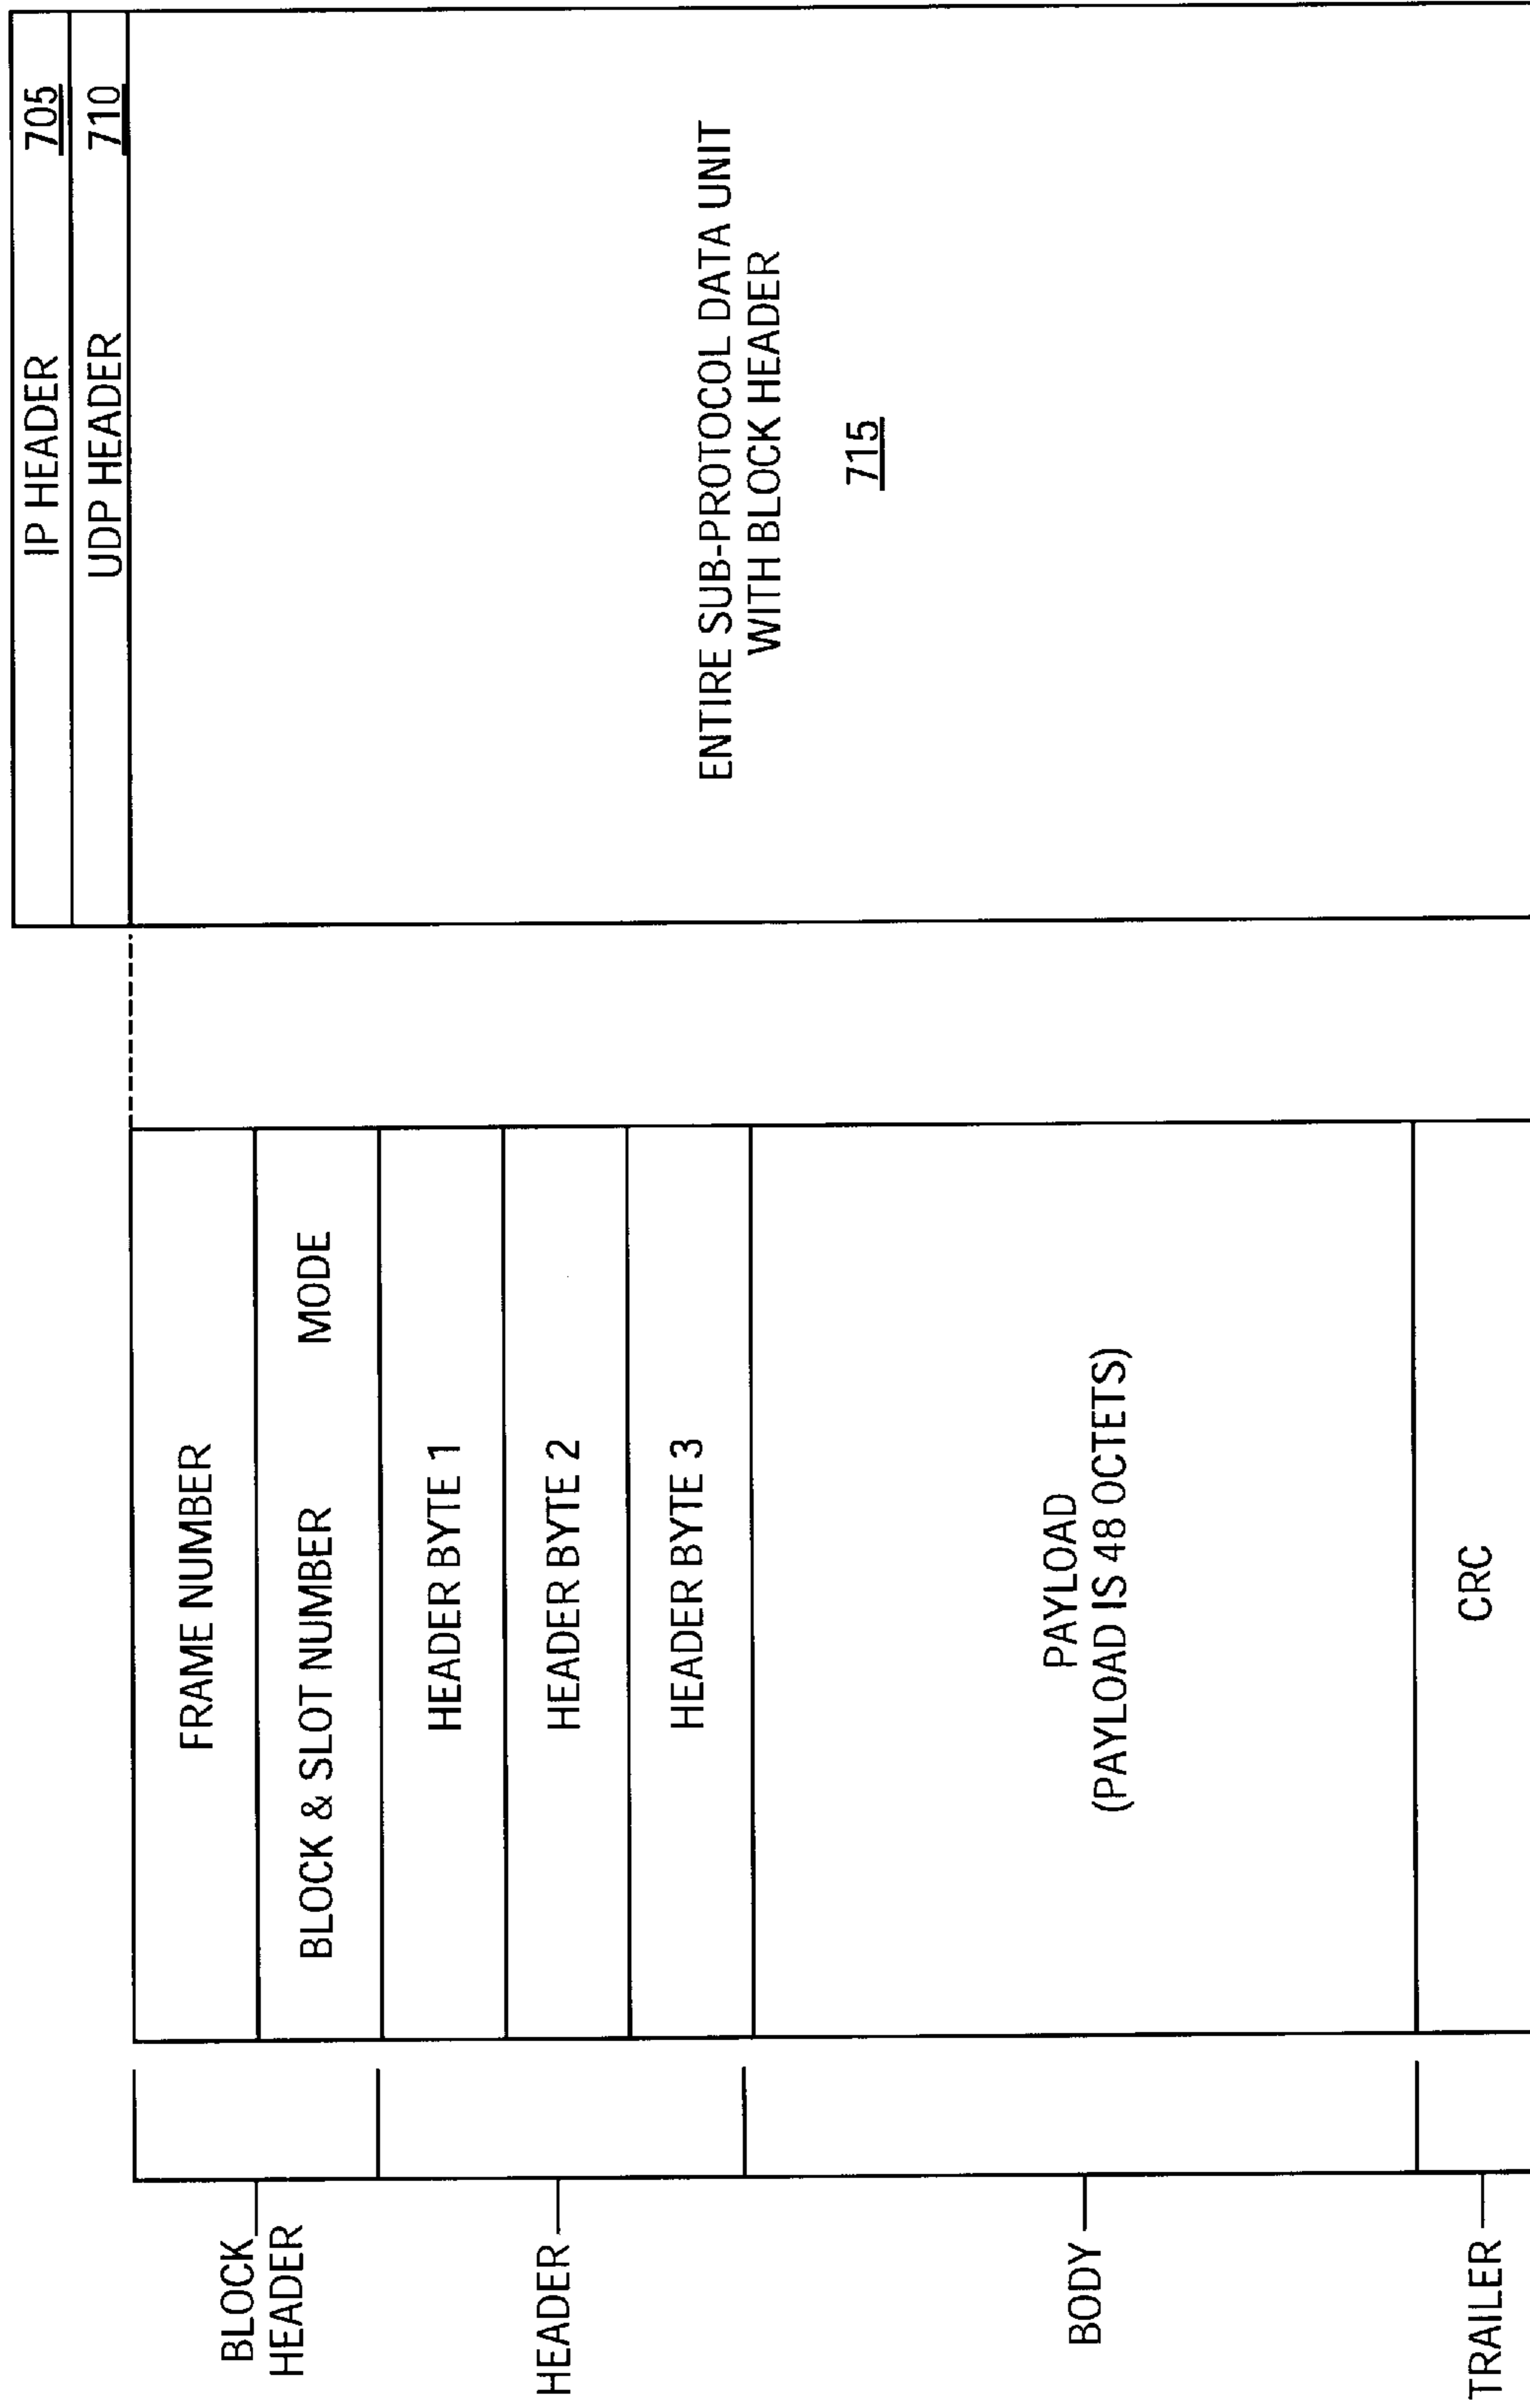 BLOCK
HEADER
FRAME NUMBER
BLOCK & SLOT NUMBER MODE
HEADER
HEADER BYTE 1
HEADER BYTE 2
HEADER BYTE 3
BODY
PAYLOAD
(PAYLOAD IS 48 OCTETS)
TRAILER
CRC
IP HEADER 705
UDP HEADER 710
ENTIRE SUB-PROTOCOL DATA UNIT
WITH BLOCK HEADER
715